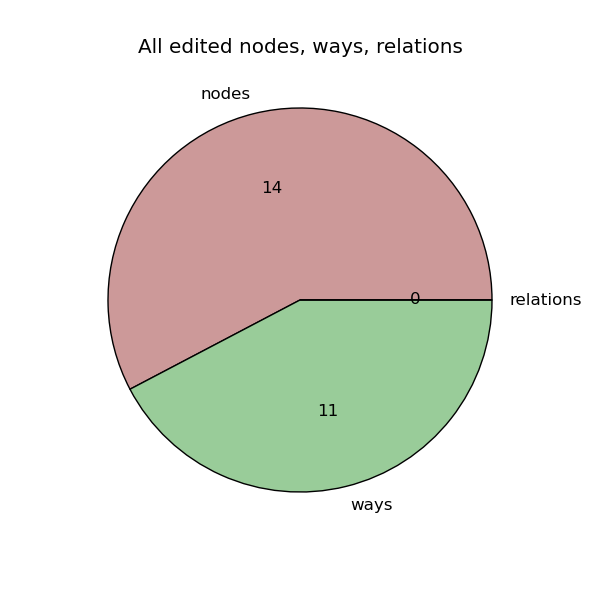 All edited nodes, ways, relations
nodes
14
0
relations
11
ways